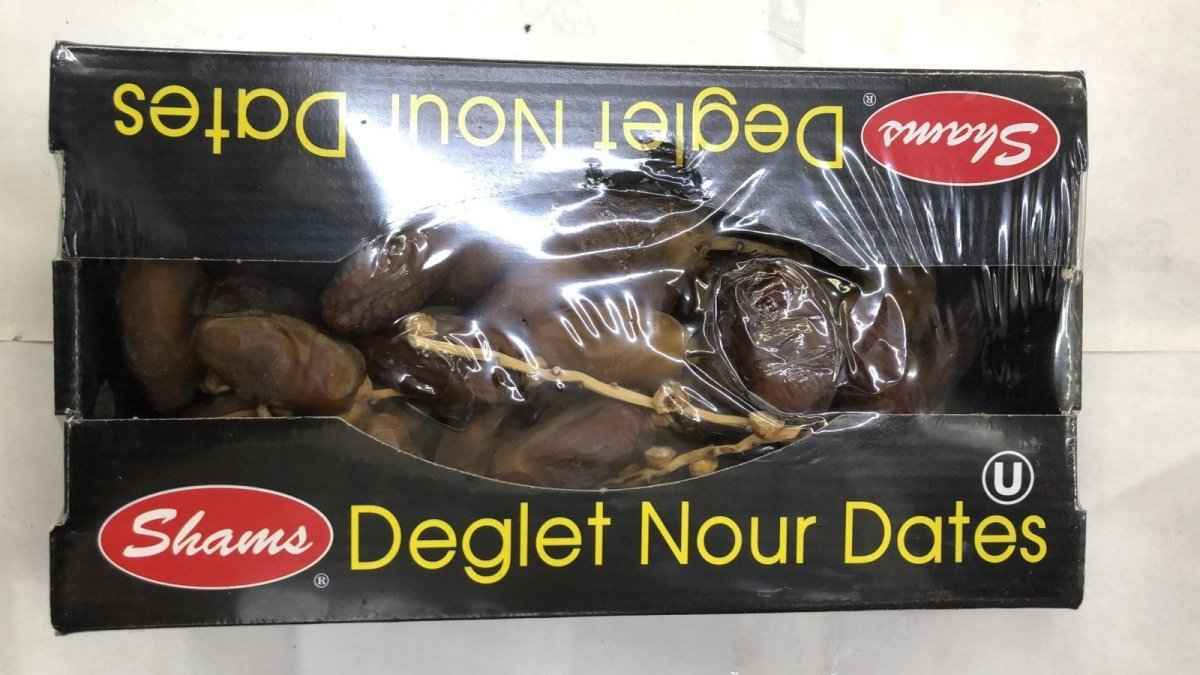 Shams ®
Deglet Nour Dates
Shams ®
Deglet Nour Dates
U